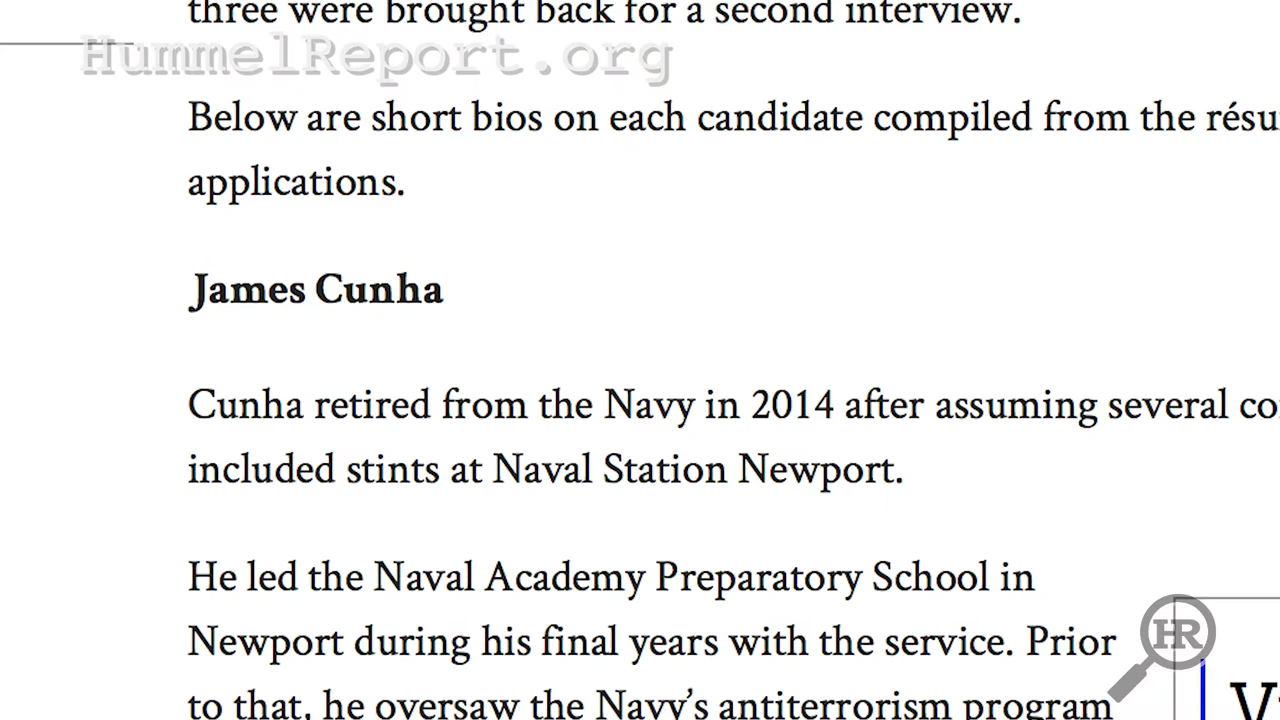 three were brought back for a second interview.
HummelReport.org
Below are short bios on each candidate compiled from the
applications.
James Cunha
Cunha retired from the Navy in 2014 after assuming several
included stints at Naval Station Newport.
He led the Naval Academy Preparatory School in
Newport during his final years with the service. Prior
HR
to that, he oversaw the Navy’s antiterrorism program